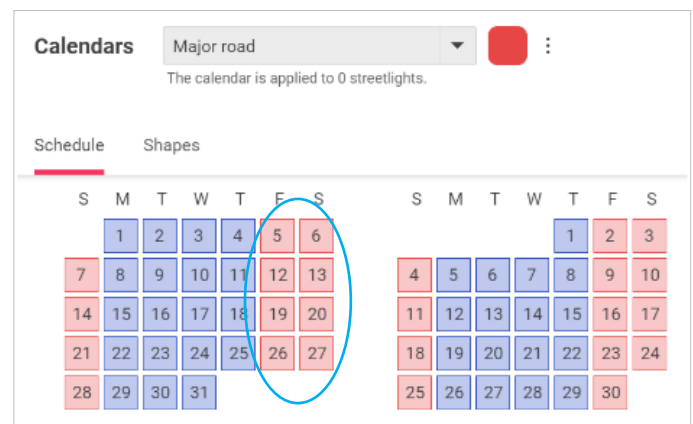 Calendars Major road
The calendar is applied to 0 streetlights.
Schedule Shapes
S M T W T F S
1 2 3 4 5 6
7 8 9 10 11 12 13
14 15 16 17 18 19 20
21 22 23 24 25 26 27
28 29 30 31
S M T W T F S
1 2 3
4 5 6 7 8 9 10
11 12 13 14 15 16 17
18 19 20 21 22 23 24
25 26 27 28 29 30